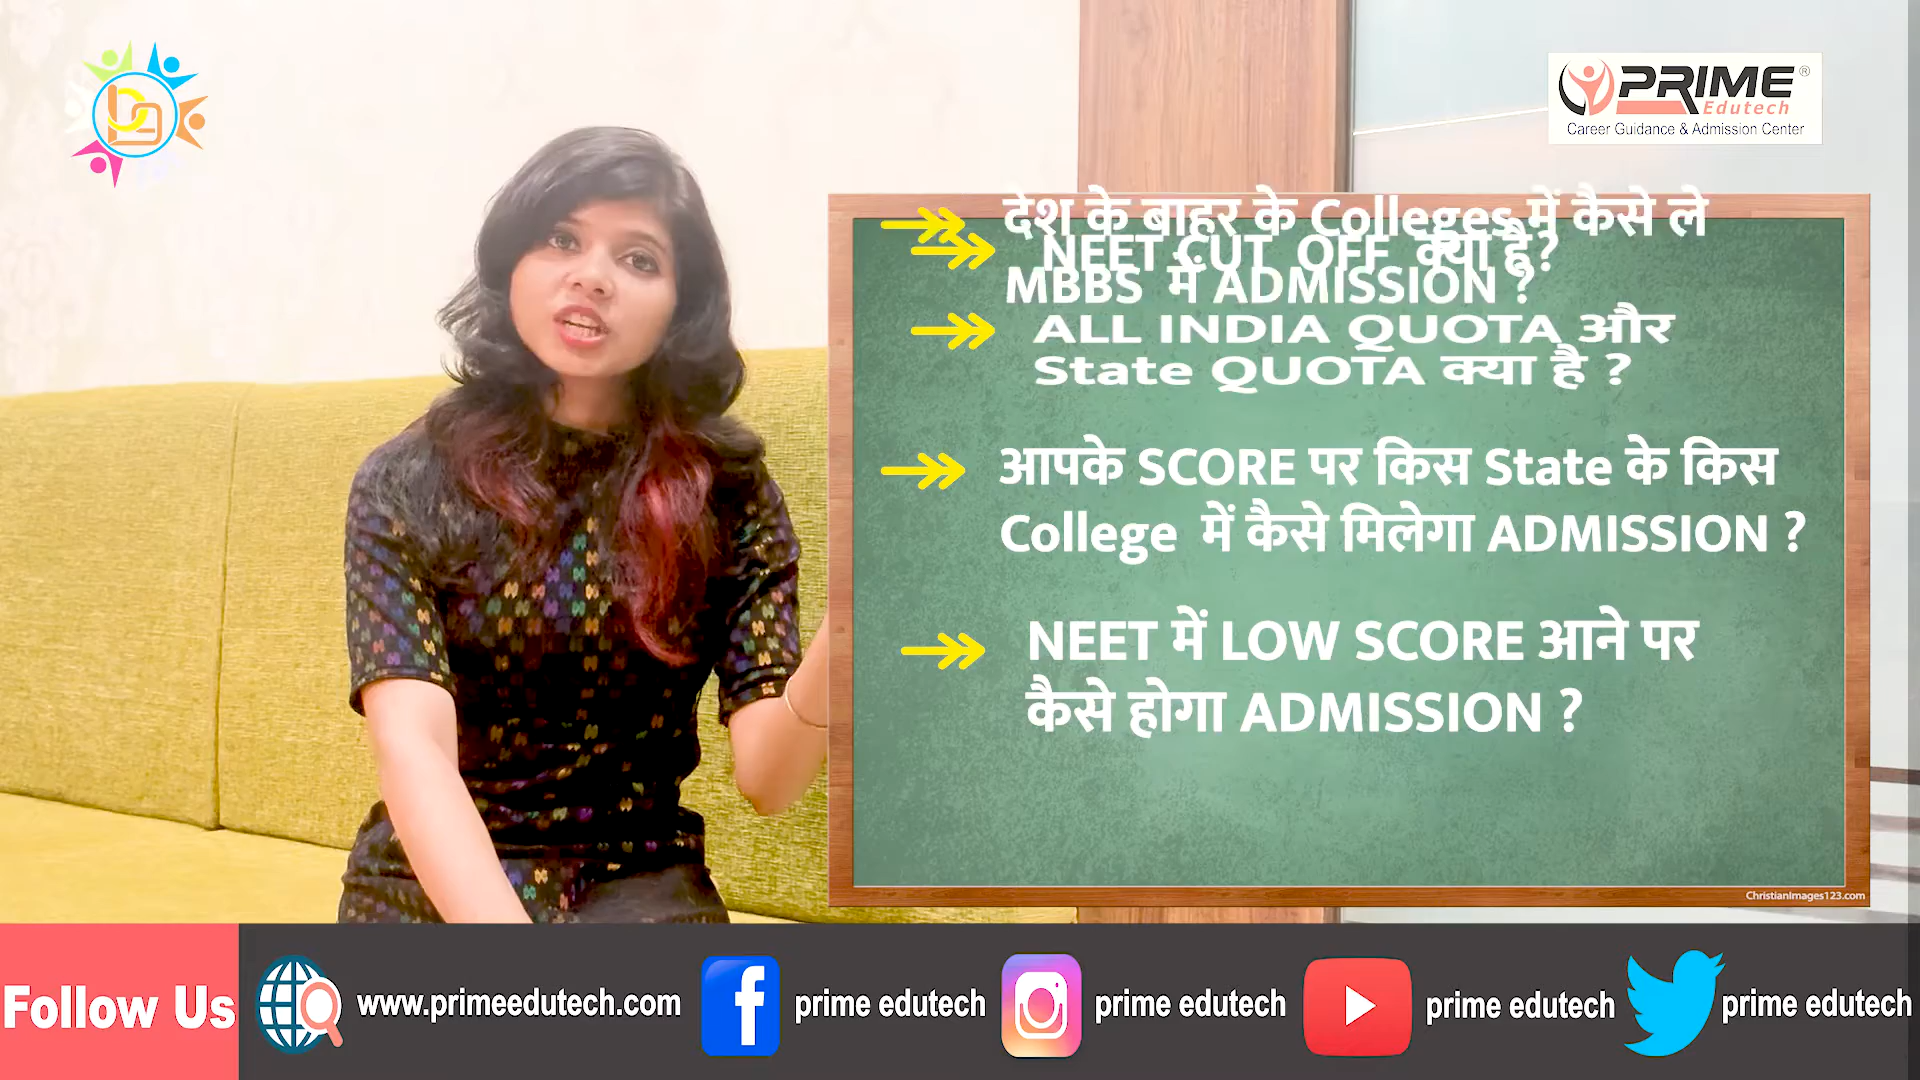 PRIME®
Edutech
Career Guidance & Admission Center
देश के बाहर के Colleges में कैसे ले
NEET CUT OFF क्या है?
MBBS में ADMISSION ?
ALL INDIA QUOTA और
State QUOTA क्या है ?
आपके SCORE पर किस State के किस
College में कैसे मिलेगा ADMISSION ?
NEET में LOW SCORE आने पर
कैसे होगा ADMISSION ?
ChristianImages123.com
Follow Us
www.primeedutech.com
prime edutech
prime edutech
prime edutech
prime edutech